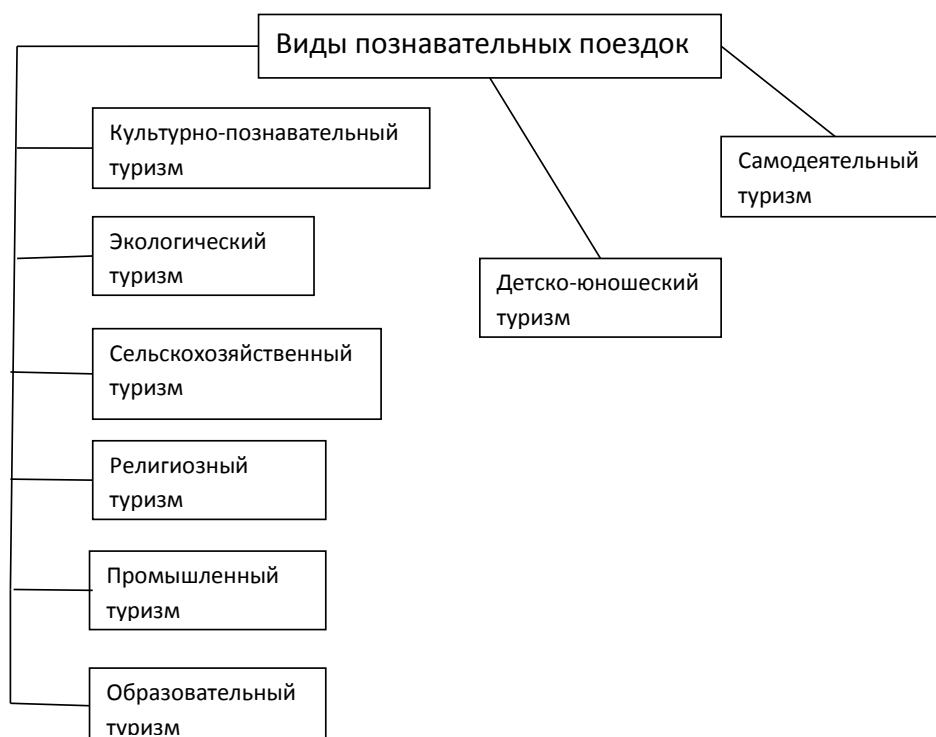 Виды познавательных поездок
Культурно-познавательный
туризм
Самодеятельный
туризм
Экологический
туризм
Детско-юношеский
туризм
Сельскохозяйственный
туризм
Религиозный
туризм
Промышленный
туризм
Образовательный
туризм